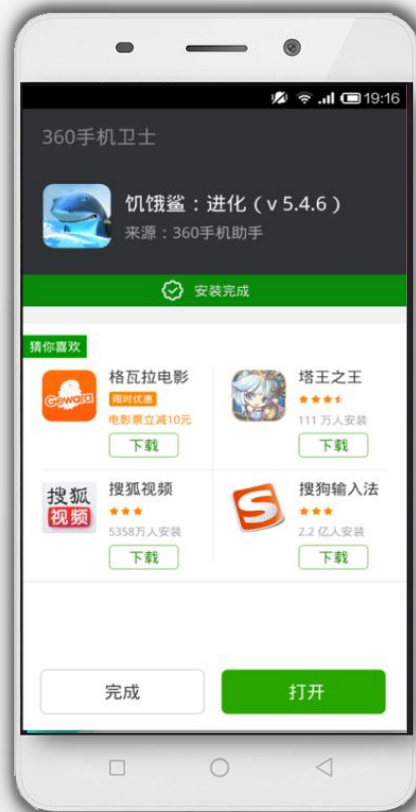 19:16
360手机卫士
饥饿鲨：进化（v 5.4.6）
来源：360手机助手
安装完成
猜你喜欢
格瓦拉电影
Gewara
限时优惠
电影票立减10元
下载
塔王之王
111 万人安装
下载
搜狐
视频
搜狐视频
5358万人安装
下载
S
搜狗输入法
2.2 亿人安装
下载
完成
打开